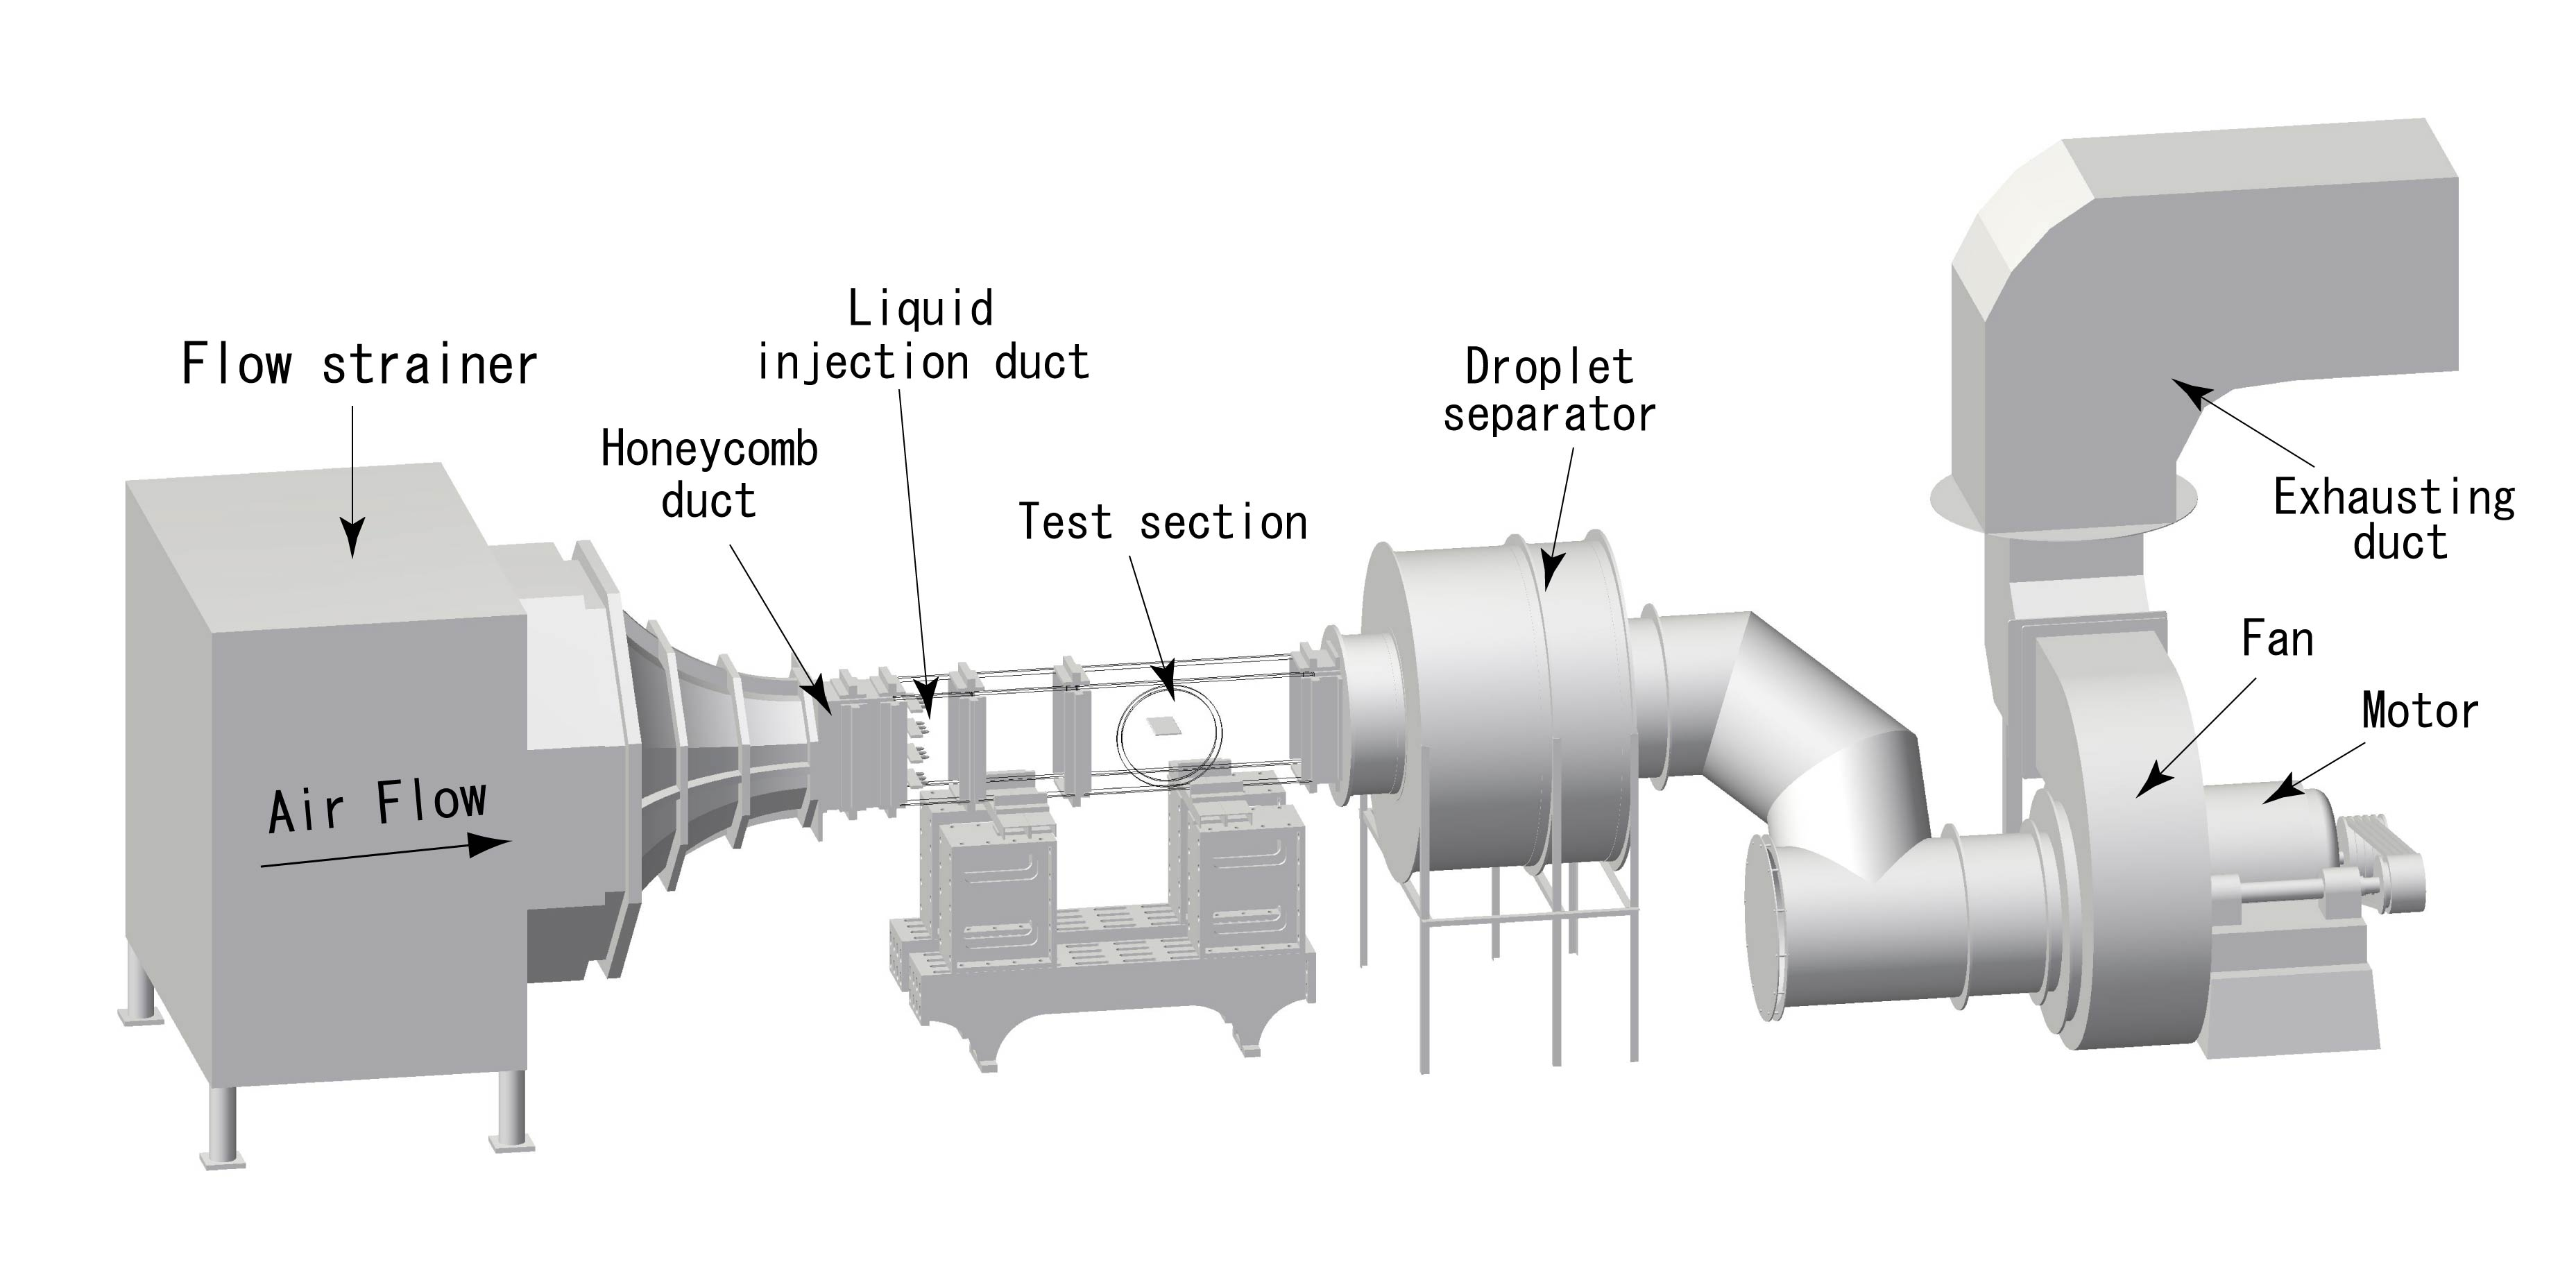 Flow strainer
Honeycomb
duct
Liquid
injection duct
Test section
Droplet
separator
Exhausting
duct
Fan
Motor
Air Flow